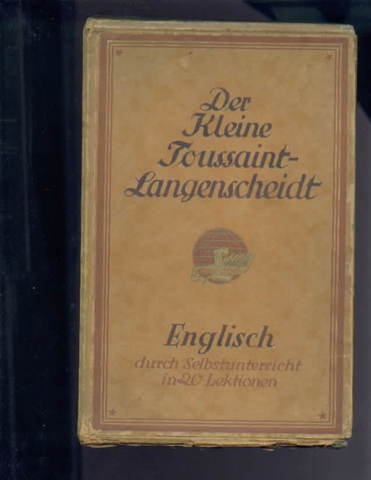 Der
Kleine
Toussaint-
Langenscheidt
Englisch
durch Selbstunterricht
in 20 Lektionen